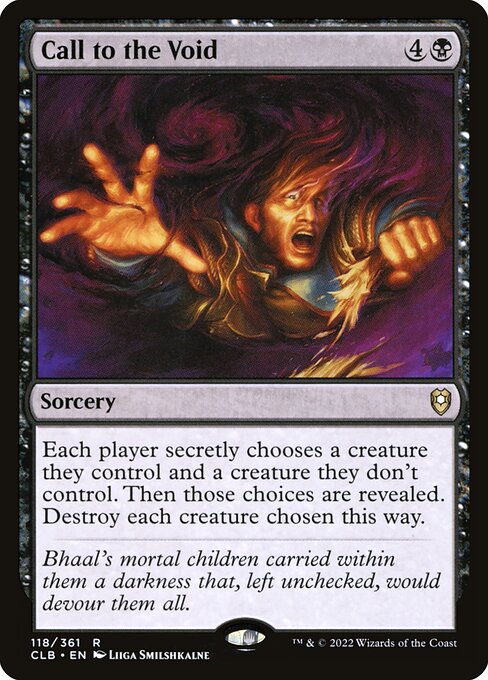 Call to the Void 4
Sorcery
Each player secretly chooses a creature
they control and a creature they don't
control. Then those choices are revealed.
Destroy each creature chosen this way.
Bhaal's mortal children carried within
them a darkness that, left unchecked, would
devour them all.
118/361 R
™ & © 2022 Wizards of the Coast
CLB • EN Liiga Smilshkalne